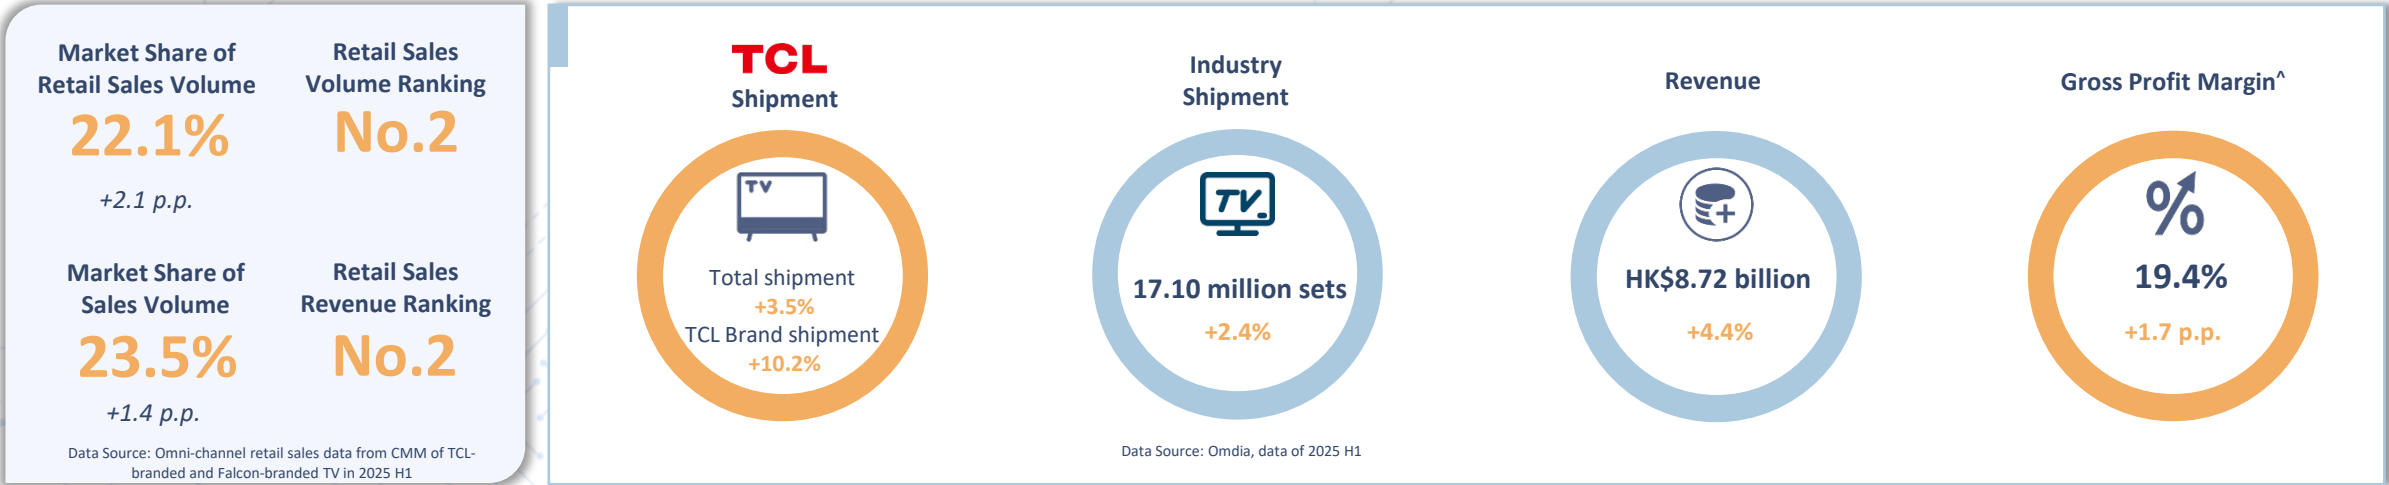 Market Share of
Retail Sales Volume
22.1%
+2.1 p.p.
Retail Sales
Volume Ranking
No.2
Market Share of
Sales Volume
23.5%
+1.4 p.p.
Retail Sales
Revenue Ranking
No.2
Data Source: Omni-channel retail sales data from CMM of TCL-
branded and Falcon-branded TV in 2025 H1
TCL
Shipment
TV
Total shipment
+3.5%
TCL Brand shipment
+10.2%
Industry
Shipment
TV
17.10 million sets
+2.4%
Data Source: Omdia, data of 2025 H1
Revenue
HK$8.72 billion
+4.4%
Gross Profit Margin^
%
19.4%
+1.7 p.p.